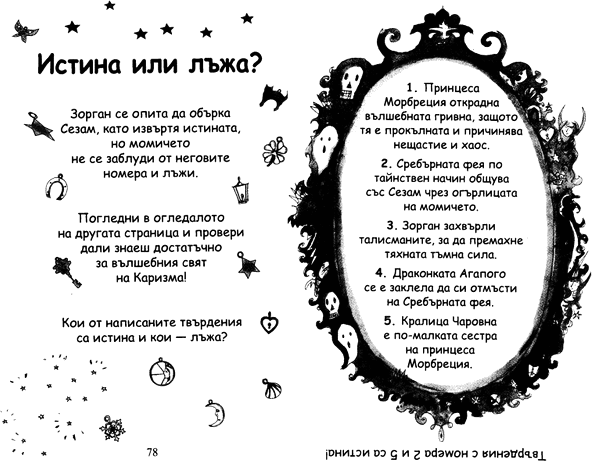 Истина или лъжа?
Зорган се опита да обърка
Сезам, като извъртя истината,
но момичето
не се заблуди от неговите
номера и лъжи.
Погледни в огледалото
на другата страница и провери
дали знаеш достатъчно
за вълшебния свят
на Каризма!
Кои от написаните твърдения
са истина и кои — лъжа?
78
1. Принцеса
Морбреция открадна
вълшебната гривна, защото
тя е прокълната и причинява
нещастие и хаос.
2. Сребърната фея по
тайнствен начин общува
със Сезам чрез огърлицата
на момичето.
3. Зорган захвърли
талисманите, за да премахне
тяхната тъмна сила.
4. Драконката Агапого
се е заклела да си отмъсти
на Сребърната фея.
5. Кралица Чаровна
е по-малката сестра
на принцеса
Морбреция.
Твърдения с номера 2 и 5 са истина!